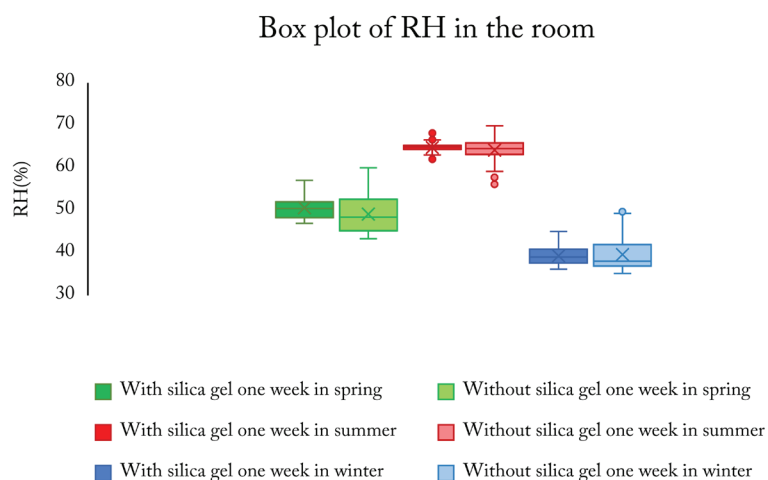 Box plot of RH in the room
80
70
60
50
40
30
RH(%)
With silica gel one week in spring
Without silica gel one week in spring
With silica gel one week in summer
Without silica gel one week in summer
With silica gel one week in winter
Without silica gel one week in winter